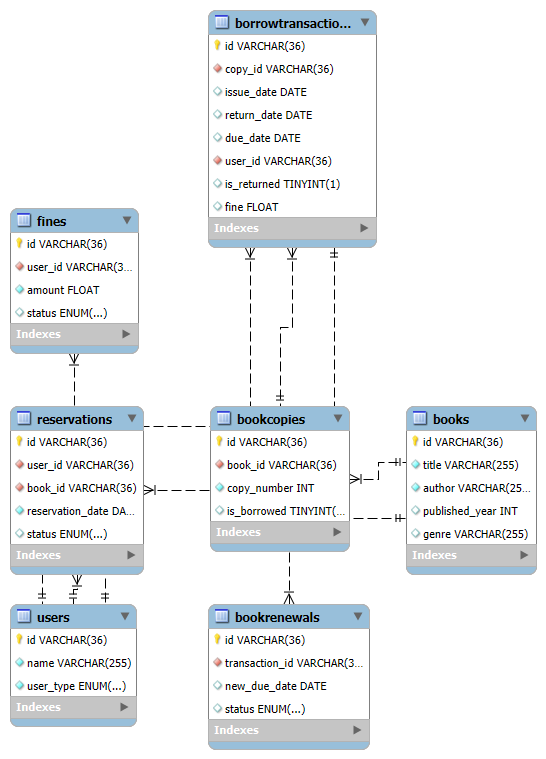 borrowtransactio...
id VARCHAR(36)
copy_id VARCHAR(36)
issue_date DATE
return_date DATE
due_date DATE
user_id VARCHAR(36)
is_returned TINYINT(1)
fine FLOAT
Indexes
fines
id VARCHAR(36)
user_id VARCHAR(3...
amount FLOAT
status ENUM(...)
Indexes
reservations
id VARCHAR(36)
user_id VARCHAR(36)
book_id VARCHAR(36)
reservation_date DA...
status ENUM(...)
Indexes
bookcopies
id VARCHAR(36)
book_id VARCHAR(36)
copy_number INT
is_borrowed TINYINT(...
Indexes
books
id VARCHAR(36)
title VARCHAR(255)
author VARCHAR(25...
published_year INT
genre VARCHAR(255)
Indexes
users
id VARCHAR(36)
name VARCHAR(255)
user_type ENUM(...)
Indexes
bookrenewals
id VARCHAR(36)
transaction_id VARCHAR(3...
new_due_date DATE
status ENUM(...)
Indexes